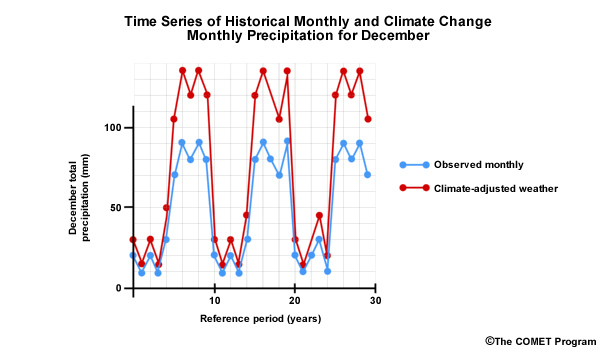 Time Series of Historical Monthly and Climate Change
Monthly Precipitation for December
December total
precipitation (mm)
100
50
0
10
20
30
Reference period (years)
Observed monthly
Climate-adjusted weather
©The COMET Program